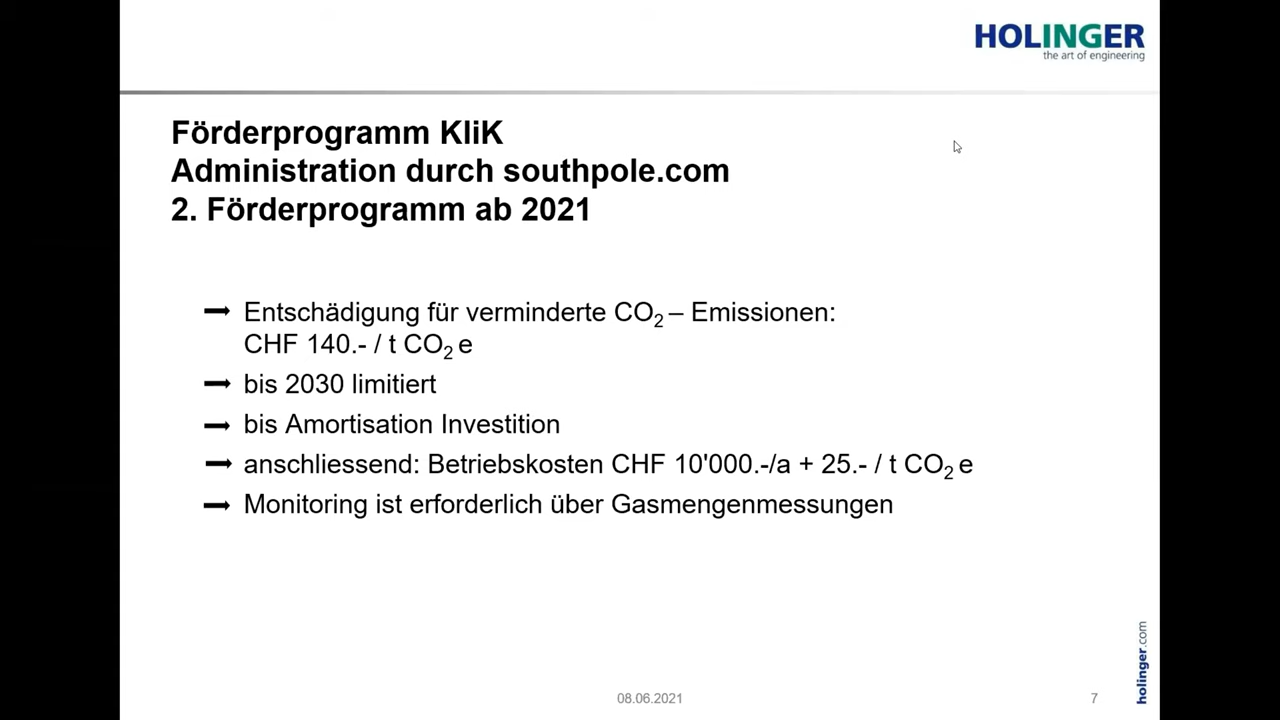 HOLINGER
the art of engineering
Förderprogramm KliK
Administration durch southpole.com
2. Förderprogramm ab 2021
Entschädigung für verminderte CO₂ – Emissionen:
CHF 140.- / t CO₂ e
bis 2030 limitiert
bis Amortisation Investition
anschliessend: Betriebskosten CHF 10'000.-/a + 25.- / t CO₂ e
Monitoring ist erforderlich über Gasmengenmessungen
holinger.com
08.06.2021
7